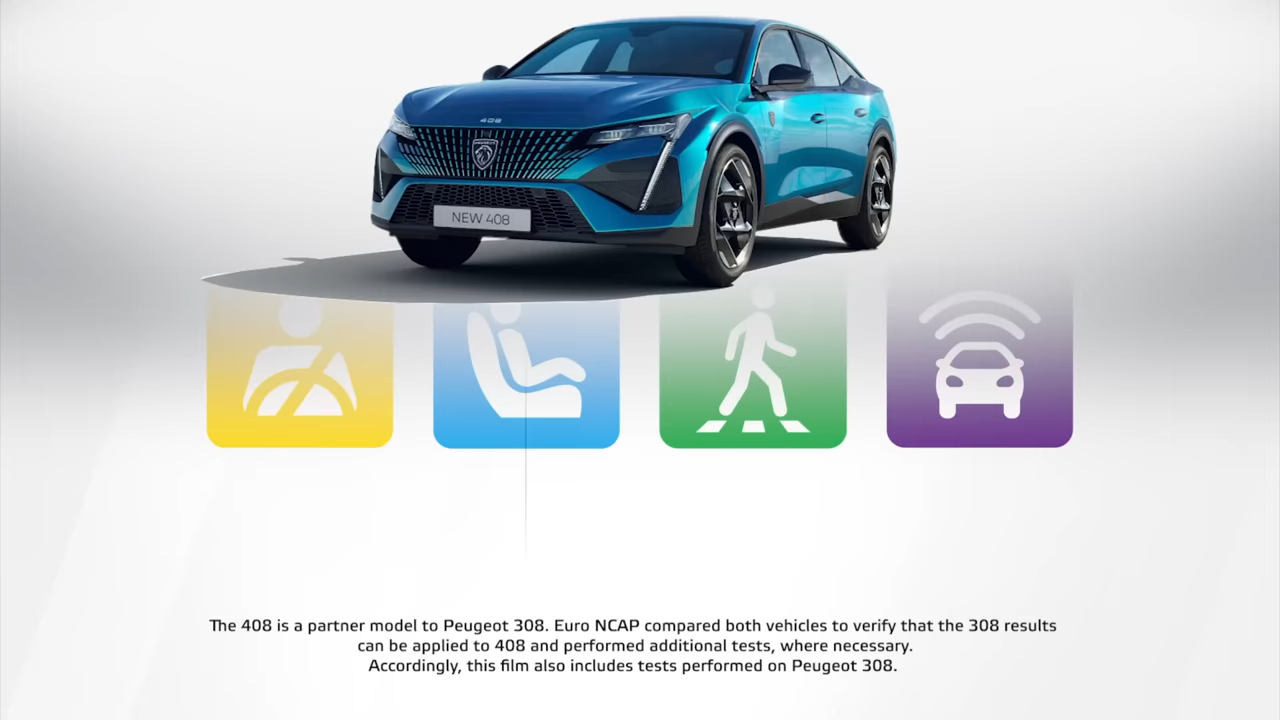 408
PEUGEOT
NEW 408
The 408 is a partner model to Peugeot 308. Euro NCAP compared both vehicles to verify that the 308 results
can be applied to 408 and performed additional tests, where necessary.
Accordingly, this film also includes tests performed on Peugeot 308.